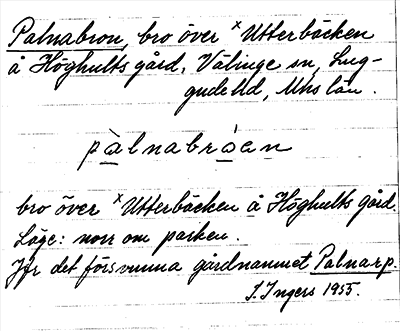 Palnabron, bro över ˣUtterbäcken
å Höghults gård, Välinge sn, Lug-
gude hd, Mhs län.
pàlnabróen
bro över ˣUtterbäcken å Höghults gård.
Läge: norr om parken.
Jfr det försvunna gårdnamnet Palnarp.
I. Ingers 1955.